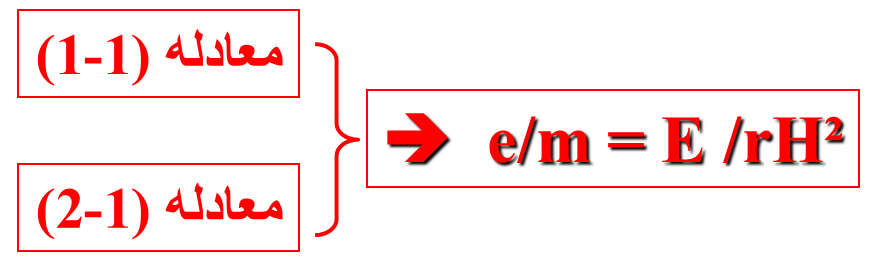 معادله (1-1)
➔ e/m = E /rH²
معادله (2-1)